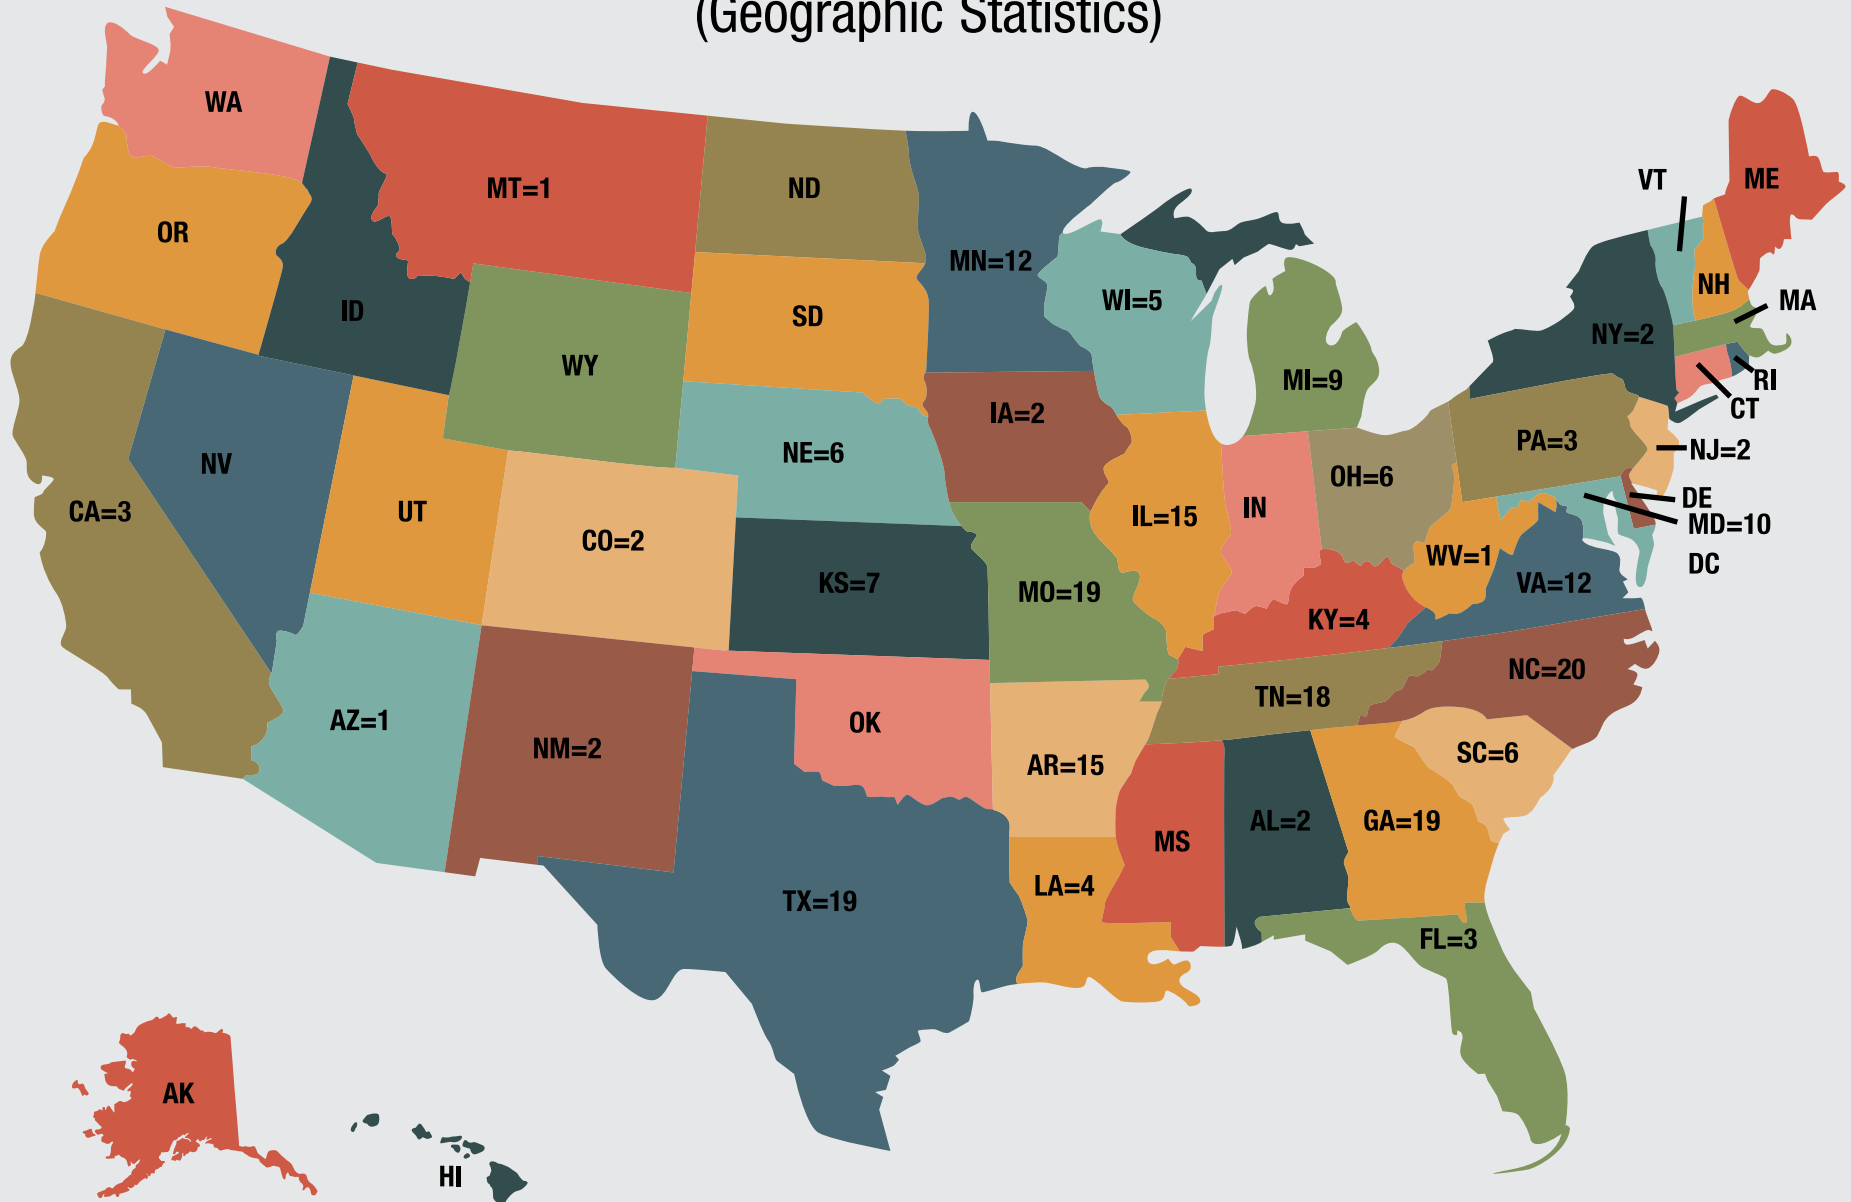 (Geographic Statistics)
WA
MT=1
ND
VT
ME
OR
MN=12
ID
WI=5
NH
MA
SD
NY=2
WY
MI=9
RI
IA=2
CT
NE=6
PA=3
NJ=2
NV
OH=6
DE
CA=3
UT
IN
IL=15
MD=10
CO=2
WV=1
DC
KS=7
MO=19
VA=12
KY=4
NC=20
TN=18
AZ=1
OK
NM=2
SC=6
AR=15
AL=2
GA=19
MS
LA=4
TX=19
FL=3
AK
HI